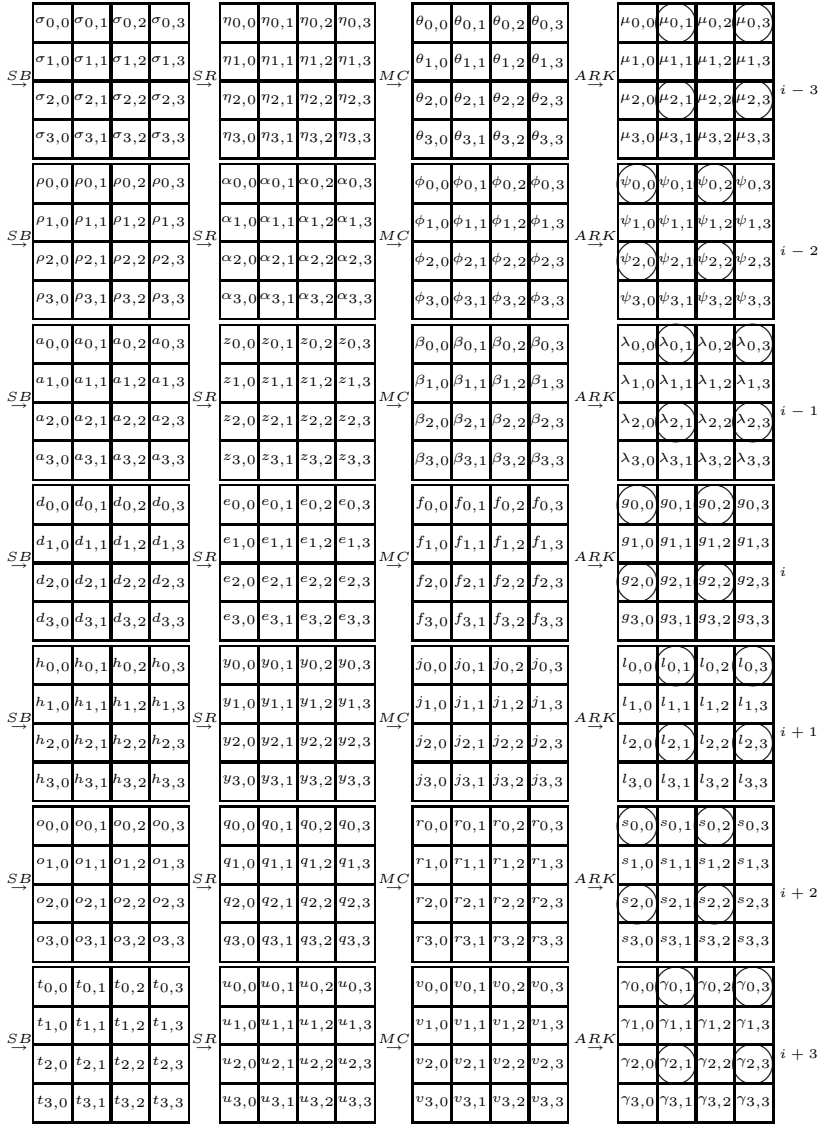 σ0,0 σ0,1 σ0,2 σ0,3 η0,0 η0,1 η0,2 η0,3 θ0,0 θ0,1 θ0,2 θ0,3 μ0,0 μ0,1 μ0,2 μ0,3
σ1,0 σ1,1 σ1,2 σ1,3 η1,0 η1,1 η1,2 η1,3 θ1,0 θ1,1 θ1,2 θ1,3 μ1,0 μ1,1 μ1,2 μ1,3
SB → SR → MC → ARK → i − 3
σ2,0 σ2,1 σ2,2 σ2,3 η2,0 η2,1 η2,2 η2,3 θ2,0 θ2,1 θ2,2 θ2,3 μ2,0 μ2,1 μ2,2 μ2,3
σ3,0 σ3,1 σ3,2 σ3,3 η3,0 η3,1 η3,2 η3,3 θ3,0 θ3,1 θ3,2 θ3,3 μ3,0 μ3,1 μ3,2 μ3,3
ρ0,0 ρ0,1 ρ0,2 ρ0,3 α0,0 α0,1 α0,2 α0,3 ϕ0,0 ϕ0,1 ϕ0,2 ϕ0,3 ψ0,0 ψ0,1 ψ0,2 ψ0,3
ρ1,0 ρ1,1 ρ1,2 ρ1,3 α1,0 α1,1 α1,2 α1,3 ϕ1,0 ϕ1,1 ϕ1,2 ϕ1,3 ψ1,0 ψ1,1 ψ1,2 ψ1,3
SB → SR → MC → ARK → i − 2
ρ2,0 ρ2,1 ρ2,2 ρ2,3 α2,0 α2,1 α2,2 α2,3 ϕ2,0 ϕ2,1 ϕ2,2 ϕ2,3 ψ2,0 ψ2,1 ψ2,2 ψ2,3
ρ3,0 ρ3,1 ρ3,2 ρ3,3 α3,0 α3,1 α3,2 α3,3 ϕ3,0 ϕ3,1 ϕ3,2 ϕ3,3 ψ3,0 ψ3,1 ψ3,2 ψ3,3
a0,0 a0,1 a0,2 a0,3 z0,0 z0,1 z0,2 z0,3 β0,0 β0,1 β0,2 β0,3 λ0,0 λ0,1 λ0,2 λ0,3
a1,0 a1,1 a1,2 a1,3 z1,0 z1,1 z1,2 z1,3 β1,0 β1,1 β1,2 β1,3 λ1,0 λ1,1 λ1,2 λ1,3
SB → SR → MC → ARK → i − 1
a2,0 a2,1 a2,2 a2,3 z2,0 z2,1 z2,2 z2,3 β2,0 β2,1 β2,2 β2,3 λ2,0 λ2,1 λ2,2 λ2,3
a3,0 a3,1 a3,2 a3,3 z3,0 z3,1 z3,2 z3,3 β3,0 β3,1 β3,2 β3,3 λ3,0 λ3,1 λ3,2 λ3,3
d0,0 d0,1 d0,2 d0,3 e0,0 e0,1 e0,2 e0,3 f0,0 f0,1 f0,2 f0,3 g0,0 g0,1 g0,2 g0,3
d1,0 d1,1 d1,2 d1,3 e1,0 e1,1 e1,2 e1,3 f1,0 f1,1 f1,2 f1,3 g1,0 g1,1 g1,2 g1,3
SB → SR → MC → ARK → i
d2,0 d2,1 d2,2 d2,3 e2,0 e2,1 e2,2 e2,3 f2,0 f2,1 f2,2 f2,3 g2,0 g2,1 g2,2 g2,3
d3,0 d3,1 d3,2 d3,3 e3,0 e3,1 e3,2 e3,3 f3,0 f3,1 f3,2 f3,3 g3,0 g3,1 g3,2 g3,3
h0,0 h0,1 h0,2 h0,3 y0,0 y0,1 y0,2 y0,3 j0,0 j0,1 j0,2 j0,3 l0,0 l0,1 l0,2 l0,3
h1,0 h1,1 h1,2 h1,3 y1,0 y1,1 y1,2 y1,3 j1,0 j1,1 j1,2 j1,3 l1,0 l1,1 l1,2 l1,3
SB → SR → MC → ARK → i + 1
h2,0 h2,1 h2,2 h2,3 y2,0 y2,1 y2,2 y2,3 j2,0 j2,1 j2,2 j2,3 l2,0 l2,1 l2,2 l2,3
h3,0 h3,1 h3,2 h3,3 y3,0 y3,1 y3,2 y3,3 j3,0 j3,1 j3,2 j3,3 l3,0 l3,1 l3,2 l3,3
o0,0 o0,1 o0,2 o0,3 q0,0 q0,1 q0,2 q0,3 r0,0 r0,1 r0,2 r0,3 s0,0 s0,1 s0,2 s0,3
o1,0 o1,1 o1,2 o1,3 q1,0 q1,1 q1,2 q1,3 r1,0 r1,1 r1,2 r1,3 s1,0 s1,1 s1,2 s1,3
SB → SR → MC → ARK → i + 2
o2,0 o2,1 o2,2 o2,3 q2,0 q2,1 q2,2 q2,3 r2,0 r2,1 r2,2 r2,3 s2,0 s2,1 s2,2 s2,3
o3,0 o3,1 o3,2 o3,3 q3,0 q3,1 q3,2 q3,3 r3,0 r3,1 r3,2 r3,3 s3,0 s3,1 s3,2 s3,3
t0,0 t0,1 t0,2 t0,3 u0,0 u0,1 u0,2 u0,3 v0,0 v0,1 v0,2 v0,3 γ0,0 γ0,1 γ0,2 γ0,3
t1,0 t1,1 t1,2 t1,3 u1,0 u1,1 u1,2 u1,3 v1,0 v1,1 v1,2 v1,3 γ1,0 γ1,1 γ1,2 γ1,3
SB → SR → MC → ARK → i + 3
t2,0 t2,1 t2,2 t2,3 u2,0 u2,1 u2,2 u2,3 v2,0 v2,1 v2,2 v2,3 γ2,0 γ2,1 γ2,2 γ2,3
t3,0 t3,1 t3,2 t3,3 u3,0 u3,1 u3,2 u3,3 v3,0 v3,1 v3,2 v3,3 γ3,0 γ3,1 γ3,2 γ3,3